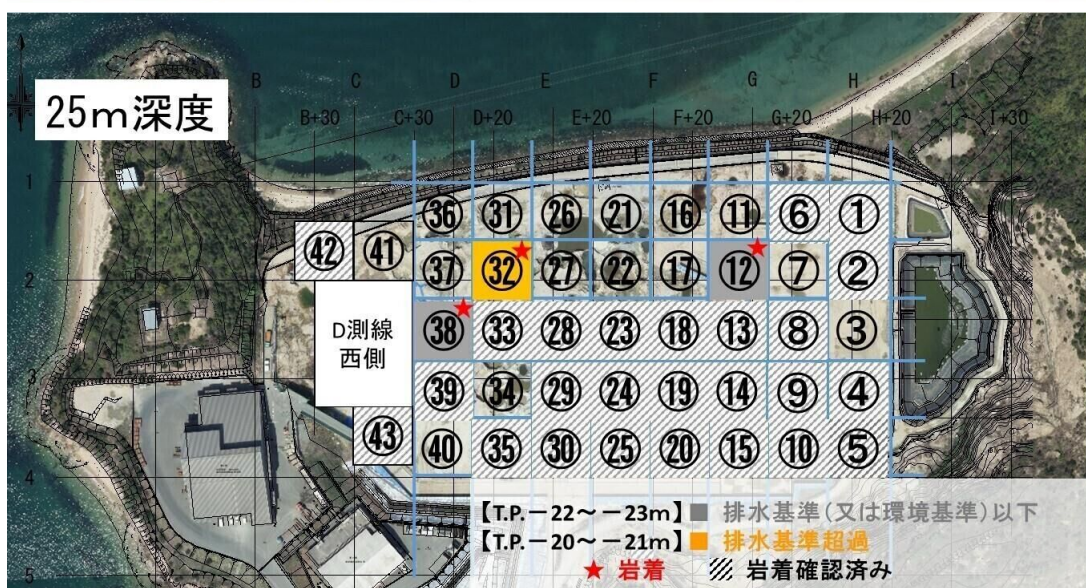 25m深度
B C D E F G H I
B+30 C+30 D+20 E+20 F+20 G+20 H+20 I+30
1
㊱ ㉛ ㉖ ㉑ ⑯ ⑪ ⑥ ①
㊷ ㊶ ㊲ ㉜ ㉗ ㉒ ⑰ ⑫ ⑦ ②
2
D測線
西側
㊳ ㉝ ㉘ ㉓ ⑱ ⑬ ⑧ ③
3
㊴ ㉞ ㉙ ㉔ ⑲ ⑭ ⑨ ④
㊸ ㊵ ㉟ ㉚ ㉕ ⑳ ⑮ ⑩ ⑤
4
【T.P.-22～-23m】 排水基準(又は環境基準)以下
【T.P.-20～-21m】 排水基準超過
★ 岩着 岩着確認済み
5